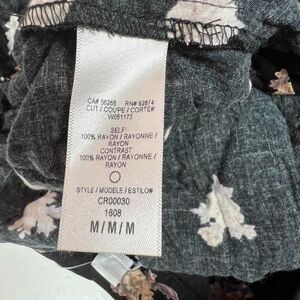 CA# 56266 RN# 92874
CUT / COUPE / CORTE#
W051173
SELF:
100% RAYON / RAYONNE /
RAYON
CONTRAST:
100% RAYON / RAYONNE /
RAYON
STYLE / MODELE / ESTILO#
CR00030
1608
M/M/M